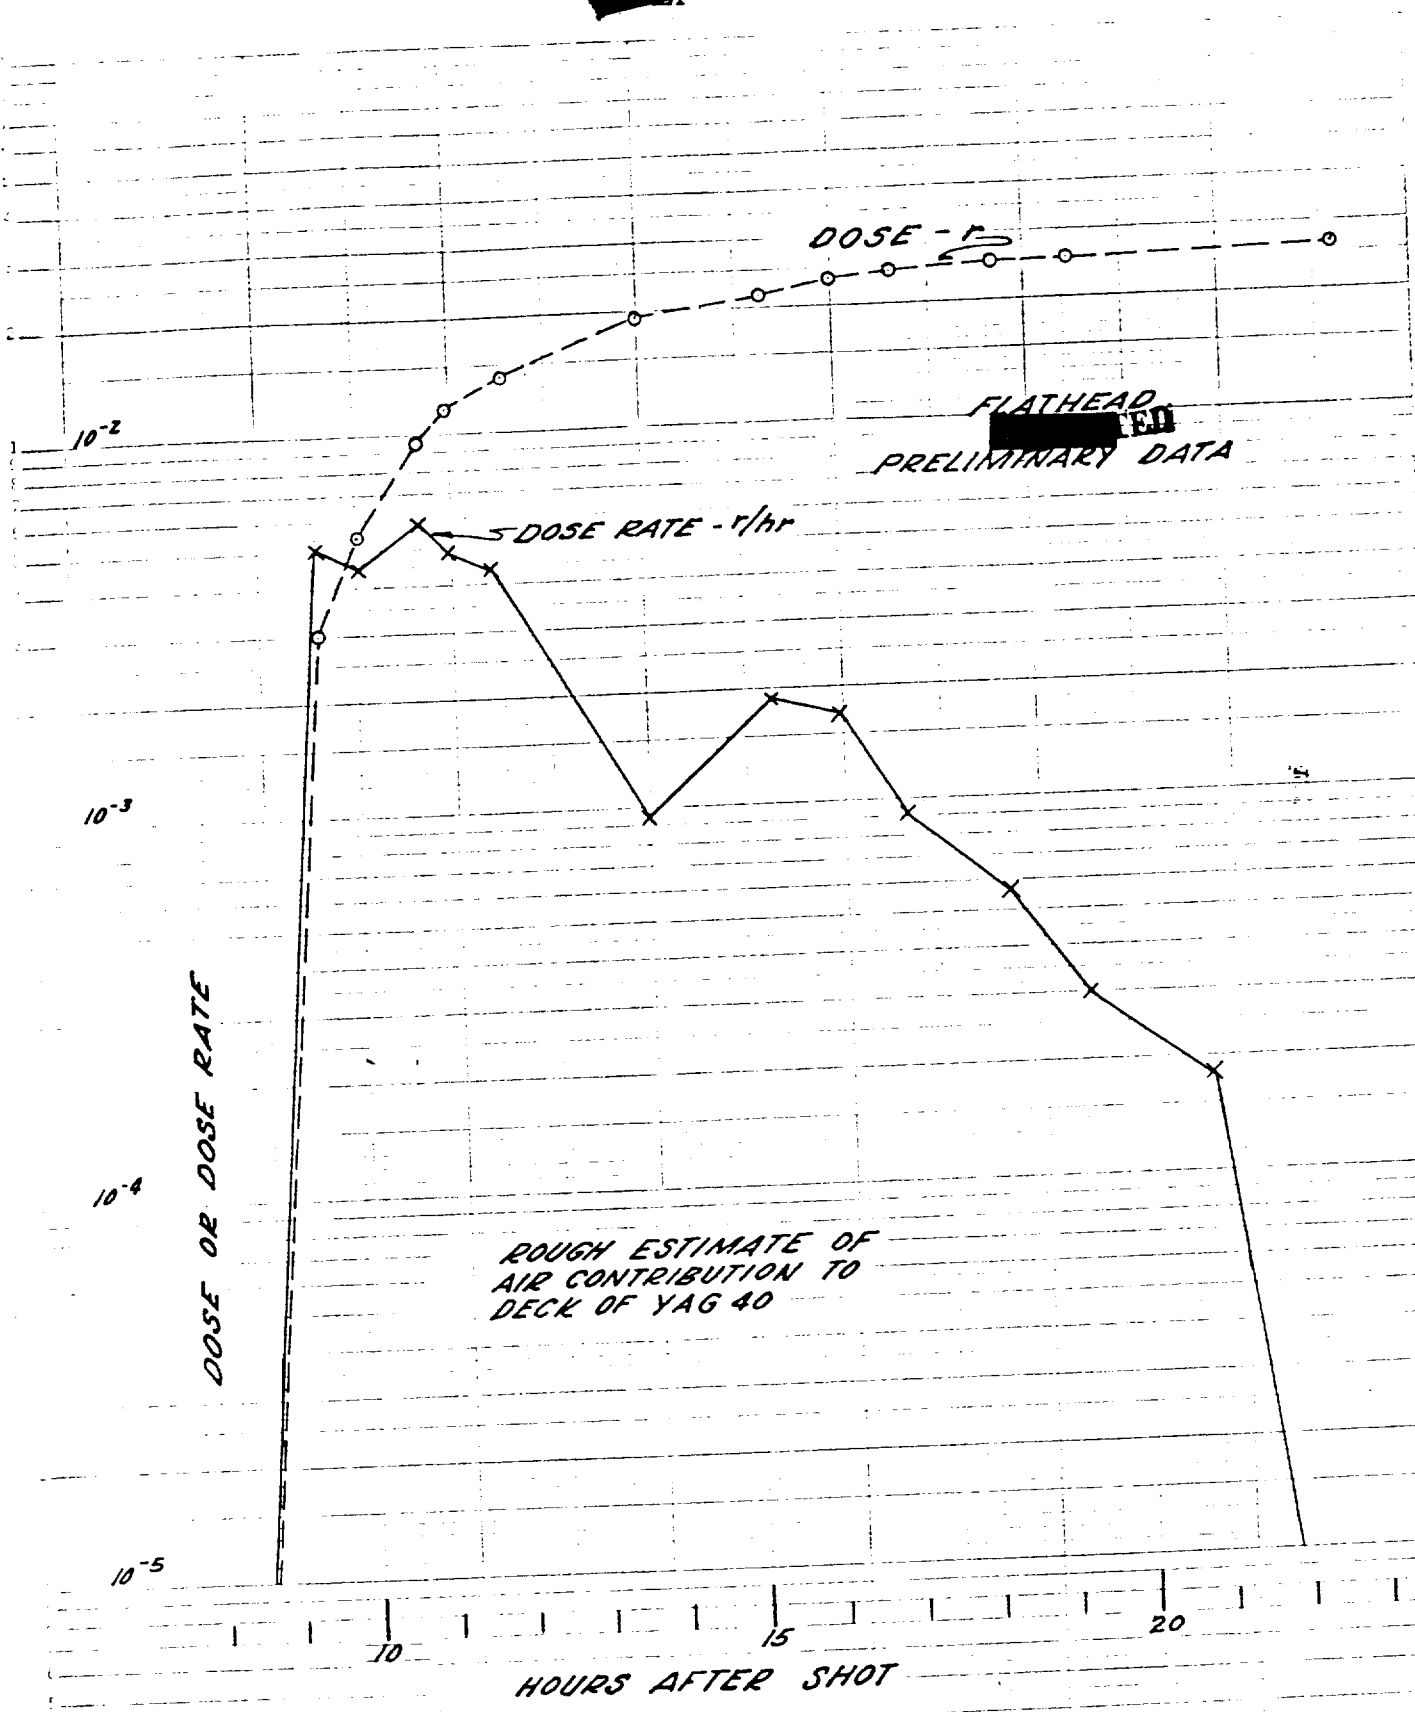 DOSE - r
FLATHEAD
TED
PRELIMINARY DATA
10-2
DOSE RATE - r/hr
10-3
DOSE OR DOSE RATE
10-4
ROUGH ESTIMATE OF
AIR CONTRIBUTION TO
DECK OF YAG 40
10-5
10
15
20
HOURS AFTER SHOT